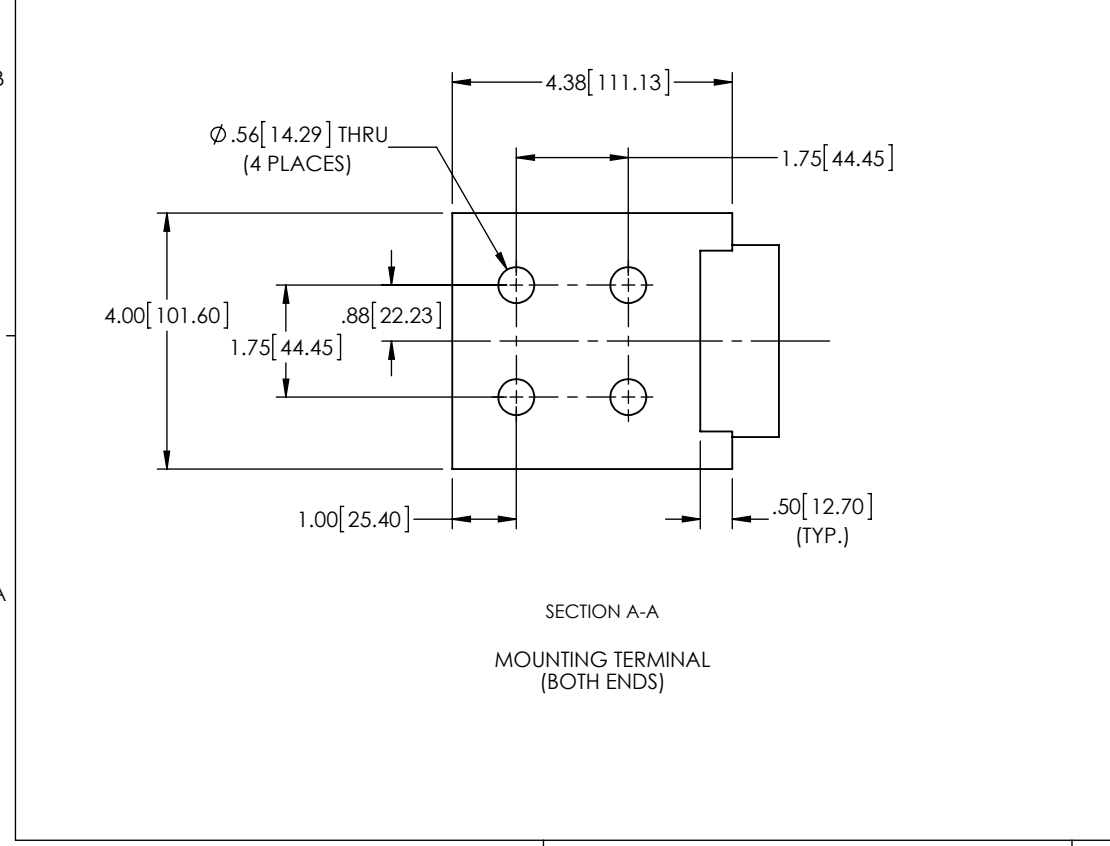 B
4.38[111.13]
Ø.56[14.29] THRU
(4 PLACES)
1.75[44.45]
4.00[101.60]
.88[22.23]
1.75[44.45]
1.00[25.40]
.50[12.70]
(TYP.)
A
SECTION A-A
MOUNTING TERMINAL
(BOTH ENDS)